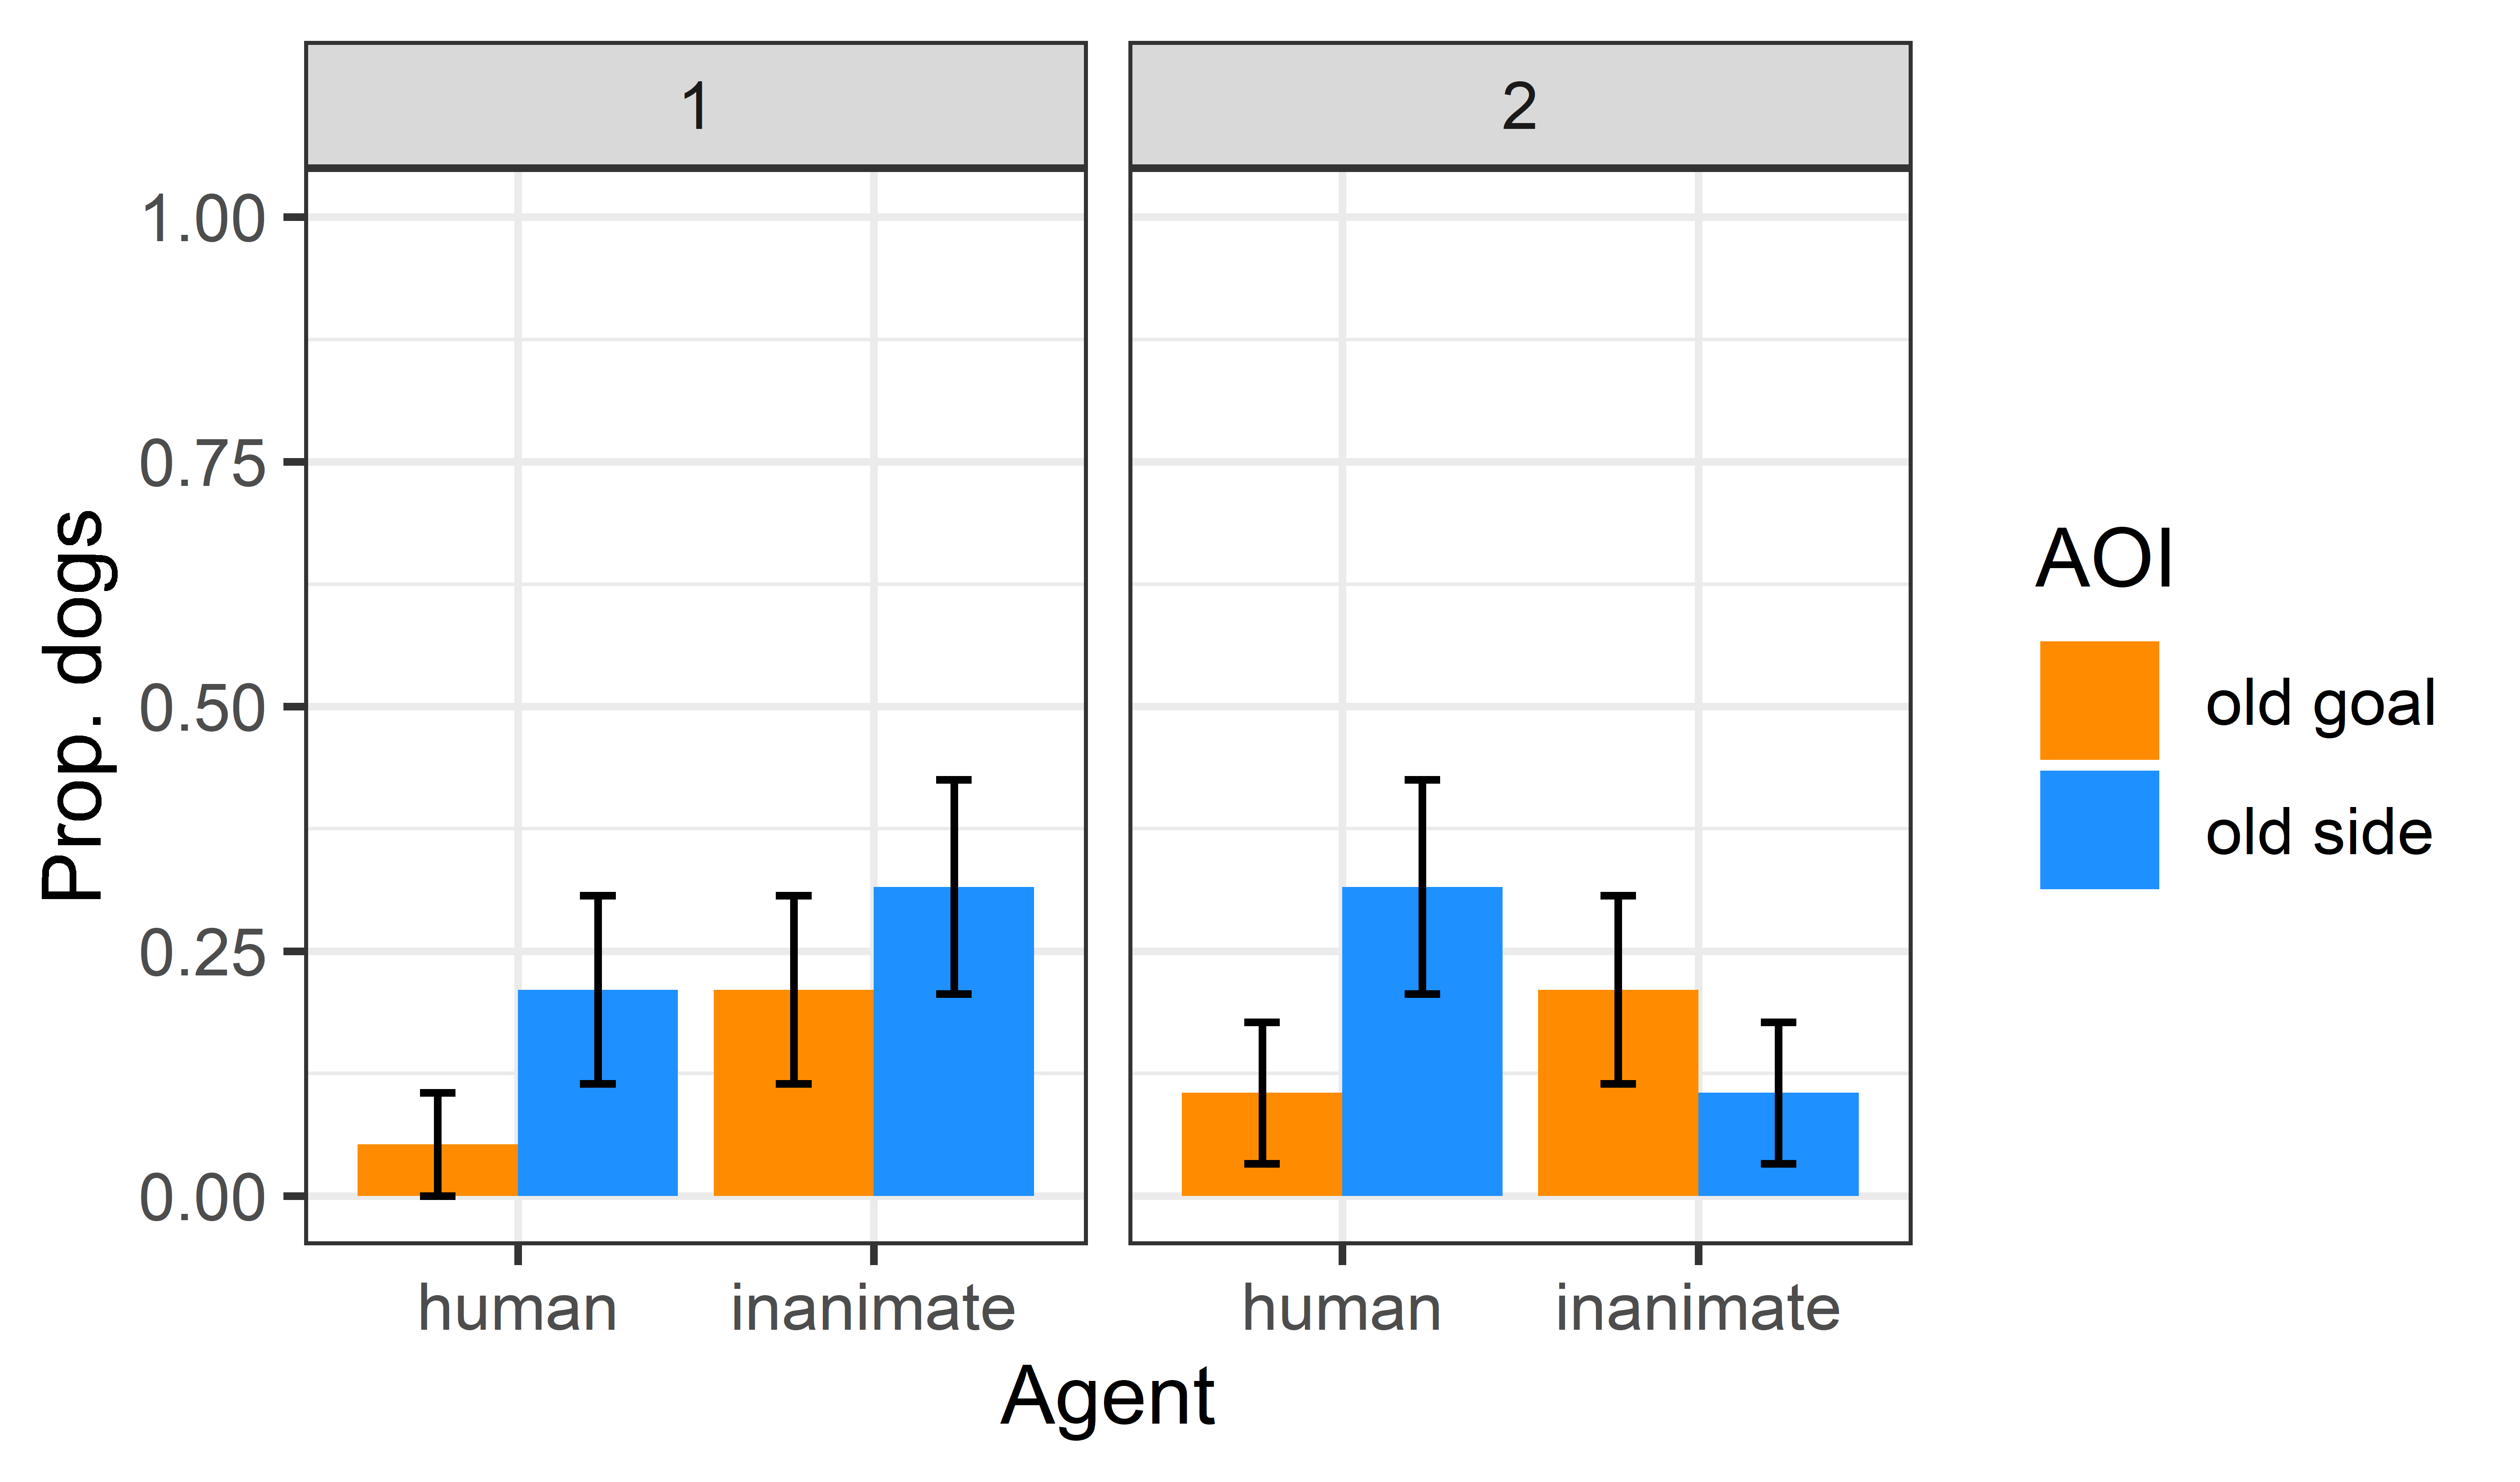 1
2
1.00
0.75
0.50
0.25
0.00
Prop. dogs
human
inanimate
human
inanimate
Agent
AOI
old goal
old side